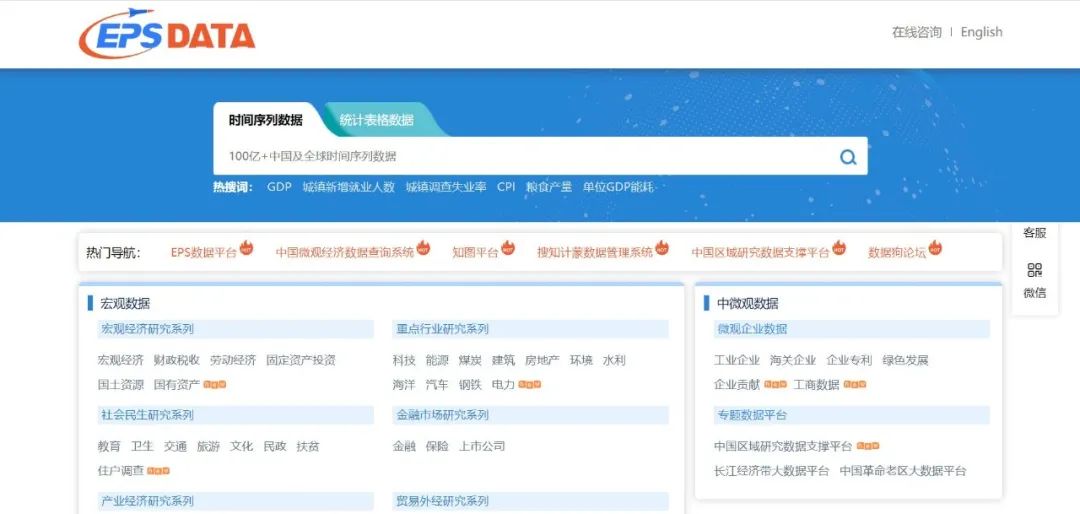 EPS DATA
在线咨询 | English
时间序列数据 统计表格数据
100亿+中国及全球时间序列数据
热搜词： GDP 城镇新增就业人数 城镇调查失业率 CPI 粮食产量 单位GDP能耗
热门导航： EPS数据平台 HOT 中国微观经济数据查询系统 HOT 知图平台 HOT 搜知计蒙数据管理系统 HOT 中国区域研究数据支撑平台 HOT 数据狗论坛 HOT
客服
微信
宏观数据
宏观经济研究系列
宏观经济 财政税收 劳动经济 固定资产投资
国土资源 国有资产 new
重点行业研究系列
科技 能源 煤炭 建筑 房地产 环境 水利
海洋 汽车 钢铁 电力 new
社会民生研究系列
教育 卫生 交通 旅游 文化 民政 扶贫
住户调查 new
金融市场研究系列
金融 保险 上市公司
产业经济研究系列
贸易外经研究系列
中微观数据
微观企业数据
工业企业 海关企业 企业专利 绿色发展
企业贡献 new 工商数据 new
专题数据平台
中国区域研究数据支撑平台 new
长江经济带大数据平台 中国革命老区大数据平台